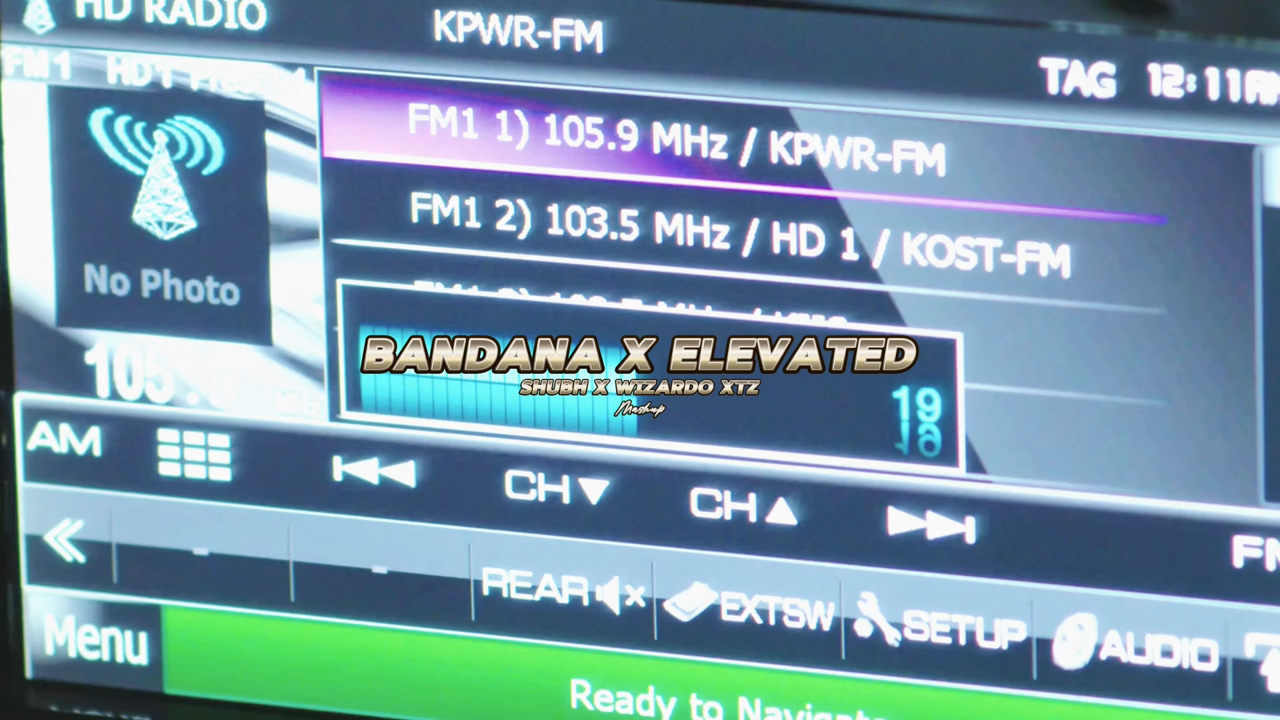 HD RADIO
KPWR-FM
TAG 12:11AM
FM1
FM1 1) 105.9 MHz / KPWR-FM
FM1 2) 103.5 MHz / HD 1 / KOST-FM
No Photo
BANDANA X ELEVATED
SHUBH X WIZARDO XTZ
Mashup
19
AM
CH▼
CH▲
REAR
EXTSW
SETUP
AUDIO
Menu
Ready to